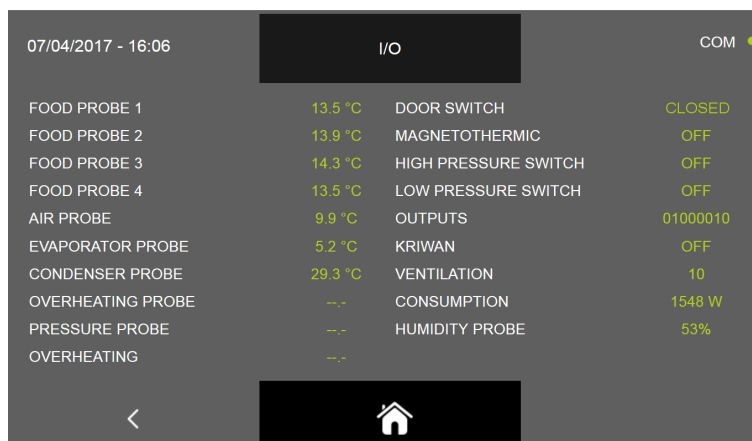 07/04/2017 - 16:06 I/O COM
FOOD PROBE 1 13.5 °C DOOR SWITCH CLOSED
FOOD PROBE 2 13.9 °C MAGNETOTHERMIC OFF
FOOD PROBE 3 14.3 °C HIGH PRESSURE SWITCH OFF
FOOD PROBE 4 13.5 °C LOW PRESSURE SWITCH OFF
AIR PROBE 9.9 °C OUTPUTS 01000010
EVAPORATOR PROBE 5.2 °C KRIWAN OFF
CONDENSER PROBE 29.3 °C VENTILATION 10
OVERHEATING PROBE --.- CONSUMPTION 1548 W
PRESSURE PROBE --.- HUMIDITY PROBE 53%
OVERHEATING --.-